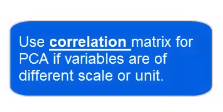 Use correlation matrix for
PCA if variables are of
different scale or unit.